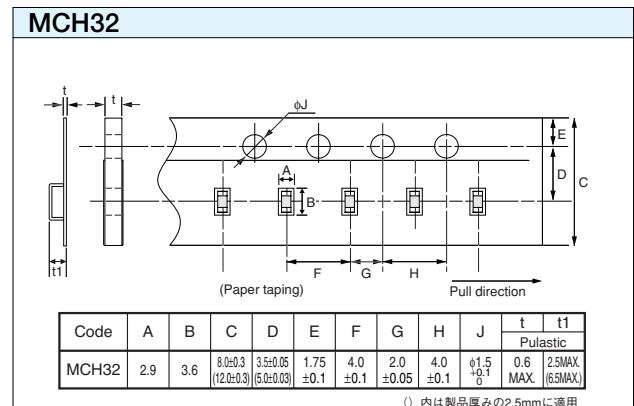 MCH32
t
t
φJ
E
A
D
C
B
t1
F
G
H
(Paper taping)
Pull direction
Code A B C D E F G H J t t1
Pulastic
MCH32 2.9 3.6 8.0±0.3 (12.0±0.3) 3.5±0.05 (5.0±0.03) 1.75 ±0.1 4.0 ±0.1 2.0 ±0.05 4.0 ±0.1 φ1.5 +0.1 0 0.6 MAX. 2.5MAX. (6.5MAX.)
() 内は製品厚みの2.5mmに適用